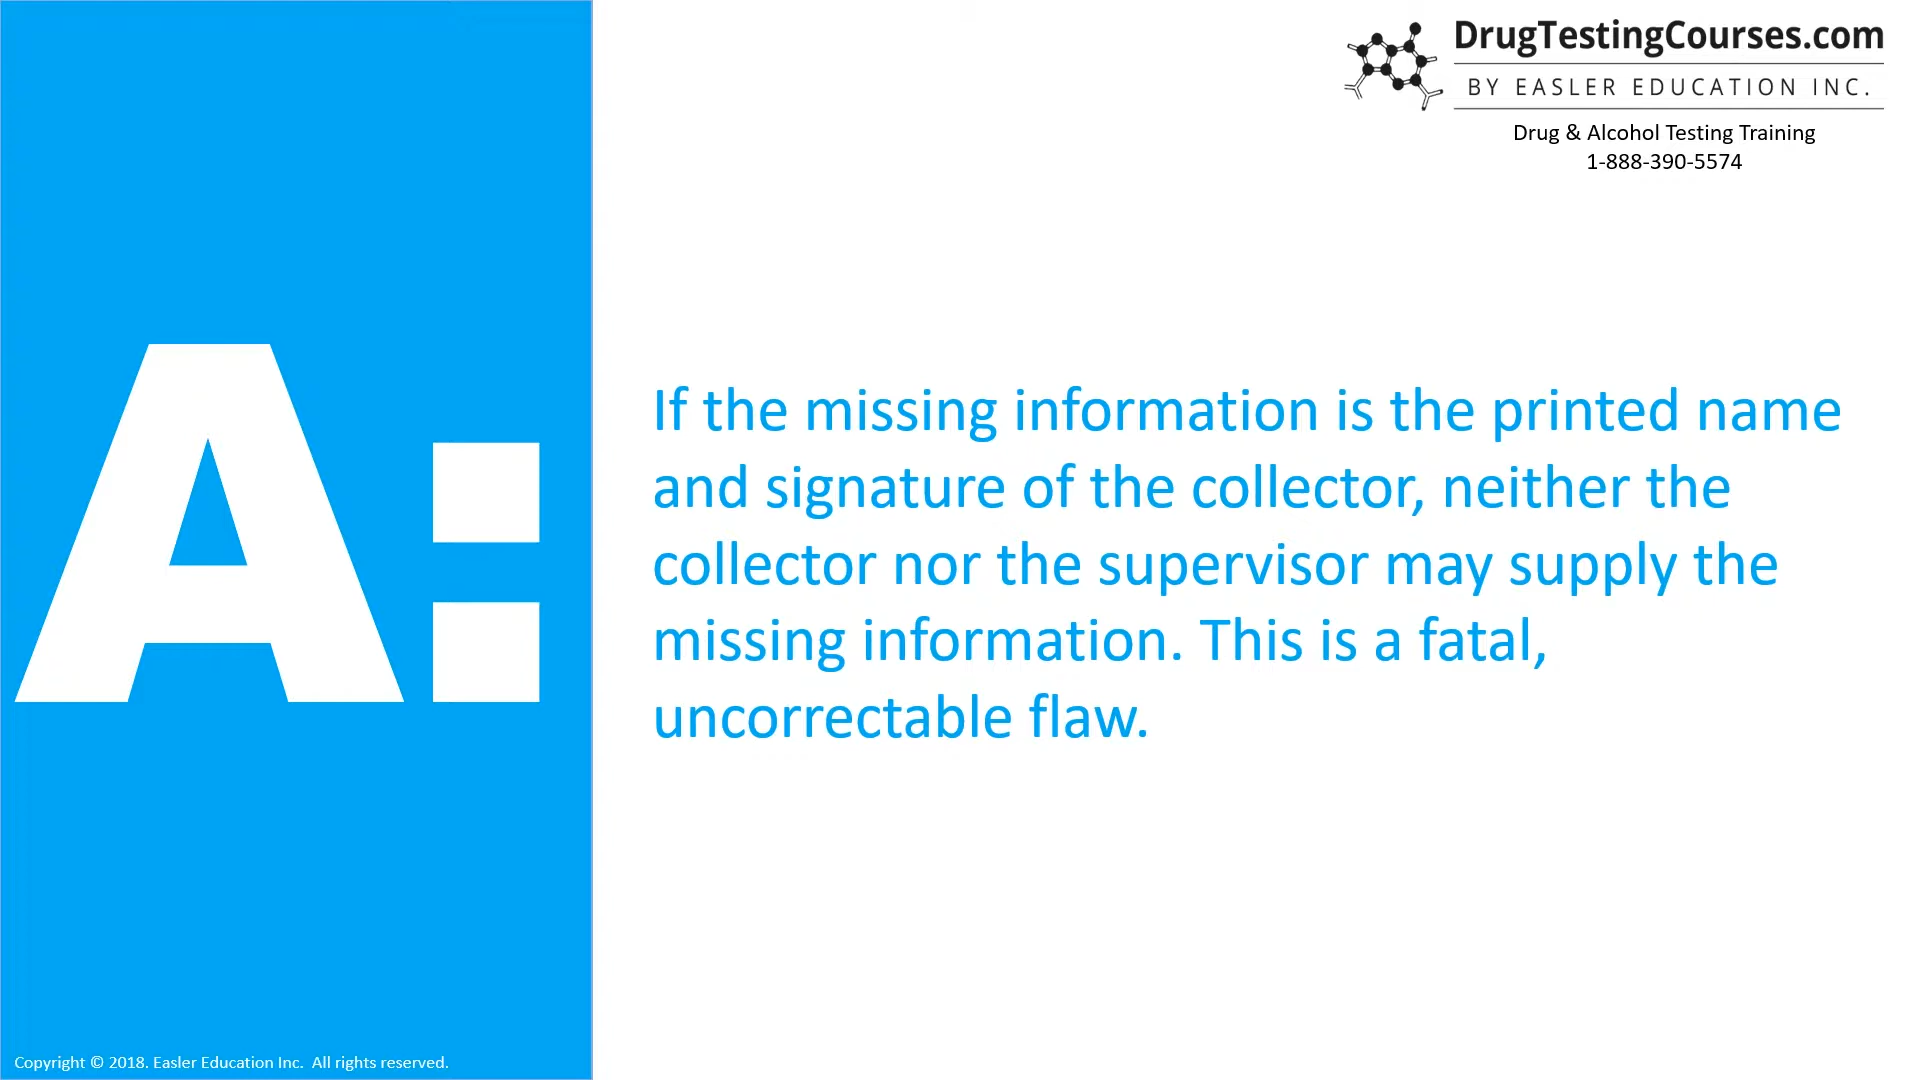 DrugTestingCourses.com
BY EASLER EDUCATION INC.
Drug & Alcohol Testing Training
1-888-390-5574
A:
If the missing information is the printed name
and signature of the collector, neither the
collector nor the supervisor may supply the
missing information. This is a fatal,
uncorrectable flaw.
Copyright © 2018. Easler Education Inc.  All rights reserved.